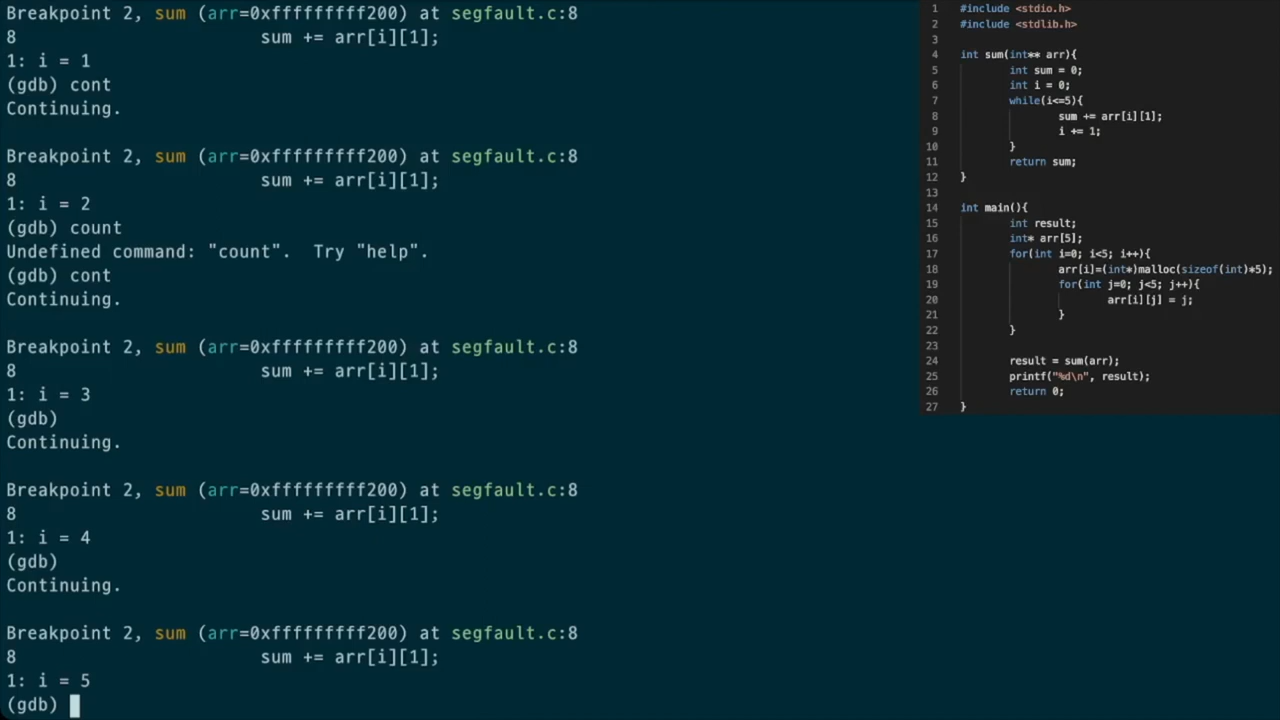 Breakpoint 2, sum (arr=0xfffffffff200) at segfault.c:8
8                       sum += arr[i][1];
1: i = 1
(gdb) cont
Continuing.

Breakpoint 2, sum (arr=0xfffffffff200) at segfault.c:8
8                       sum += arr[i][1];
1: i = 2
(gdb) count
Undefined command: "count".  Try "help".
(gdb) cont
Continuing.

Breakpoint 2, sum (arr=0xfffffffff200) at segfault.c:8
8                       sum += arr[i][1];
1: i = 3
(gdb)
Continuing.

Breakpoint 2, sum (arr=0xfffffffff200) at segfault.c:8
8                       sum += arr[i][1];
1: i = 4
(gdb)
Continuing.

Breakpoint 2, sum (arr=0xfffffffff200) at segfault.c:8
8                       sum += arr[i][1];
1: i = 5
(gdb)

1 #include <stdio.h>
2 #include <stdlib.h>
3
4 int sum(int** arr){
5     int sum = 0;
6     int i = 0;
7     while(i<=5){
8         sum += arr[i][1];
9         i += 1;
10     }
11     return sum;
12 }
13
14 int main(){
15     int result;
16     int* arr[5];
17     for(int i=0; i<5; i++){
18         arr[i]=(int*)malloc(sizeof(int)*5);
19         for(int j=0; j<5; j++){
20             arr[i][j] = j;
21         }
22     }
23
24     result = sum(arr);
25     printf("%d\n", result);
26     return 0;
27 }